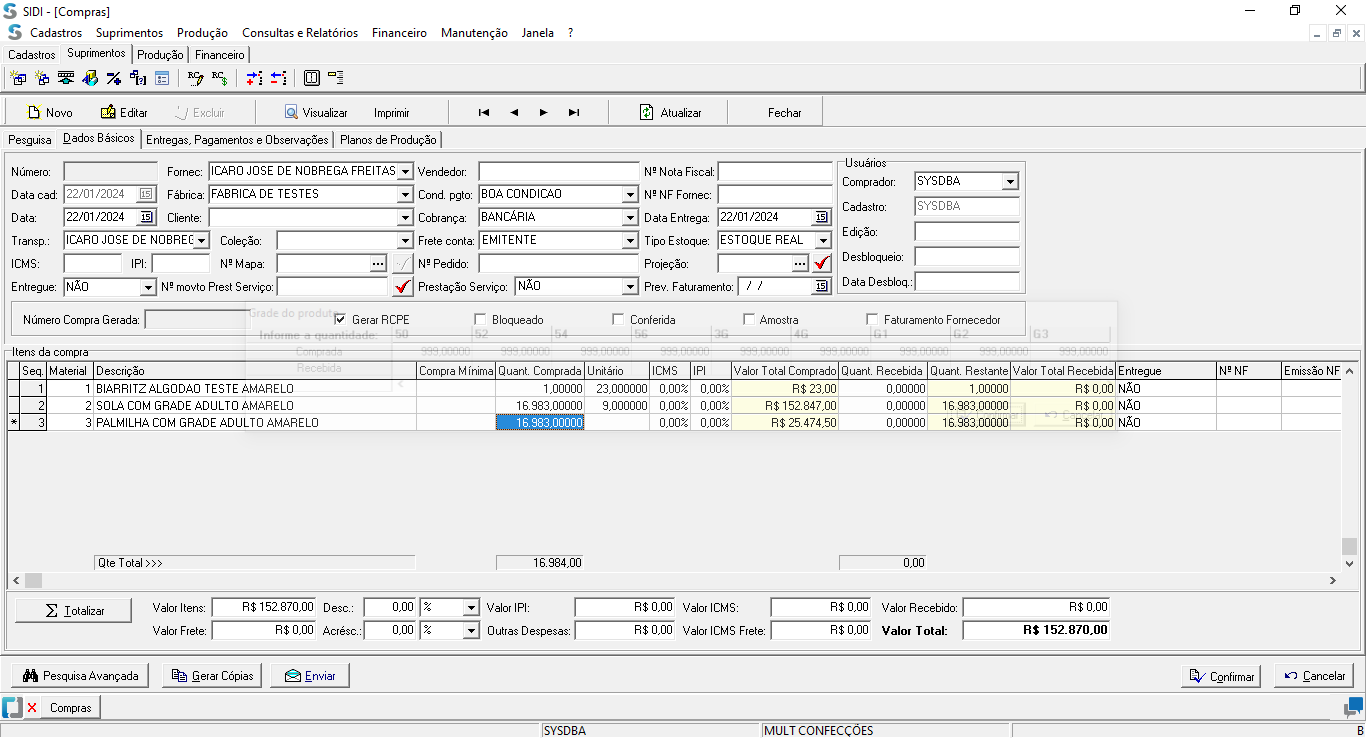 SIDI - [Compras]
Cadastros Suprimentos Produção Consultas e Relatórios Financeiro Manutenção Janela ?
Cadastros Suprimentos Produção Financeiro
Novo Editar Excluir Visualizar Imprimir Atualizar Fechar
Pesquisa Dados Básicos Entregas, Pagamentos e Observações Planos de Produção
Usuários
Número: Fornec: ICARO JOSE DE NOBREGA FREITAS Vendedor: Nº Nota Fiscal: Comprador: SYSDBA
Data cad: 22/01/2024 15 Fábrica: FABRICA DE TESTES Cond. pgto: BOA CONDICAO Nº NF Fornec: Cadastro: SYSDBA
Data: 22/01/2024 15 Cliente: Cobrança: BANCÁRIA Data Entrega: 22/01/2024 15 Edição:
Transp.: ICARO JOSE DE NOBREG Coleção: Frete conta: EMITENTE Tipo Estoque: ESTOQUE REAL Desbloqueio:
ICMS: IPI: Nº Mapa: ... Nº Pedido: Projeção: ... Data Desbloq.:
Entregue: NÃO Nº movto Prest Serviço: Prestação Serviço: NÃO Prev. Faturamento: / / 15
Grade do produto
Número Compra Gerada: Gerar RCPE Bloqueado Conferida Amostra Faturamento Fornecedor
Informe a quantidade: 50 52 54 56 3G 4G G1 G2 G3
Comprada 999,00000 999,00000 999,00000 999,00000 999,00000 999,00000 999,00000 999,00000 999,00000
Recebida
Itens da compra
Seq. Material Descrição Compra Mínima Quant. Comprada Unitário ICMS IPI Valor Total Comprado Quant. Recebida Quant. Restante Valor Total Recebida Entregue Nº NF Emissão NF
1 1 BIARRITZ ALGODAO TESTE AMARELO 1,00000 23,000000 0,00% 0,00% R$ 23,00 0,00000 1,00000 R$ 0,00 NÃO
2 2 SOLA COM GRADE ADULTO AMARELO 16.983,00000 9,000000 0,00% 0,00% R$ 152.847,00 0,00000 16.983,00000 R$ 0,00 NÃO
* 3 3 PALMILHA COM GRADE ADULTO AMARELO 16.983,00000 0,00% 0,00% R$ 25.474,50 0,00000 16.983,00000 R$ 0,00 NÃO
Qte Total >>> 16.984,00 0,00
Totalizar Valor Itens: R$ 152.870,00 Desc.: 0,00 % Valor IPI: R$ 0,00 Valor ICMS: R$ 0,00 Valor Recebido: R$ 0,00
Valor Frete: R$ 0,00 Acrésc.: 0,00 % Outras Despesas: R$ 0,00 Valor ICMS Frete: R$ 0,00 Valor Total: R$ 152.870,00
Pesquisa Avançada Gerar Cópias Enviar Confirmar Cancelar
Compras
SYSDBA MULT CONFECÇÕES B